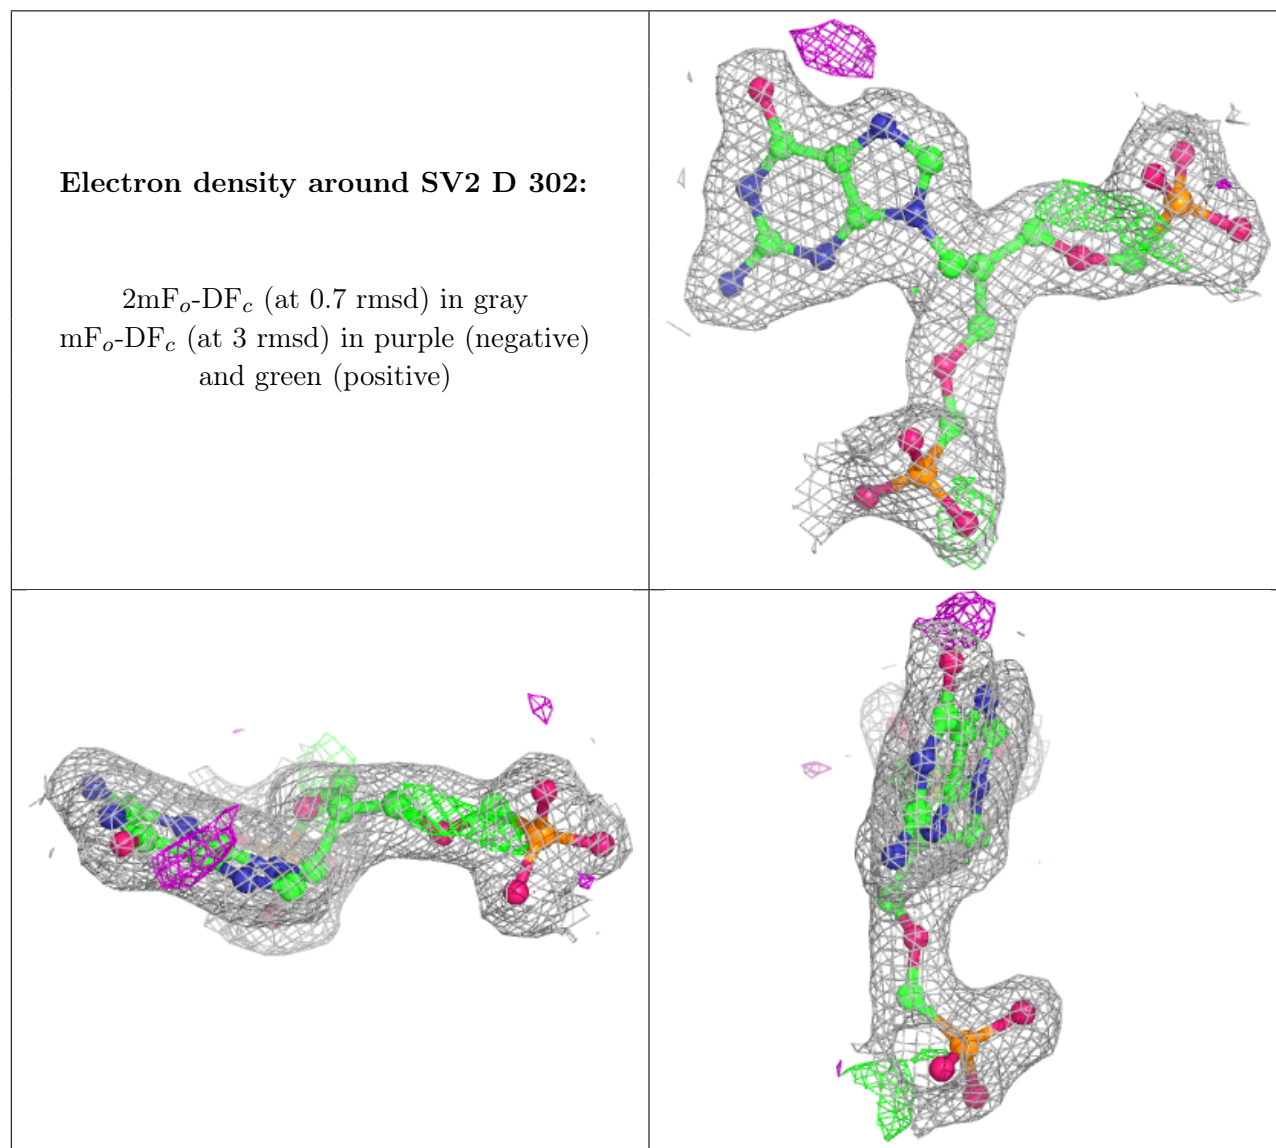 Electron density around SV2 D 302:
2mFo-DFc (at 0.7 rmsd) in gray
mFo-DFc (at 3 rmsd) in purple (negative)
and green (positive)